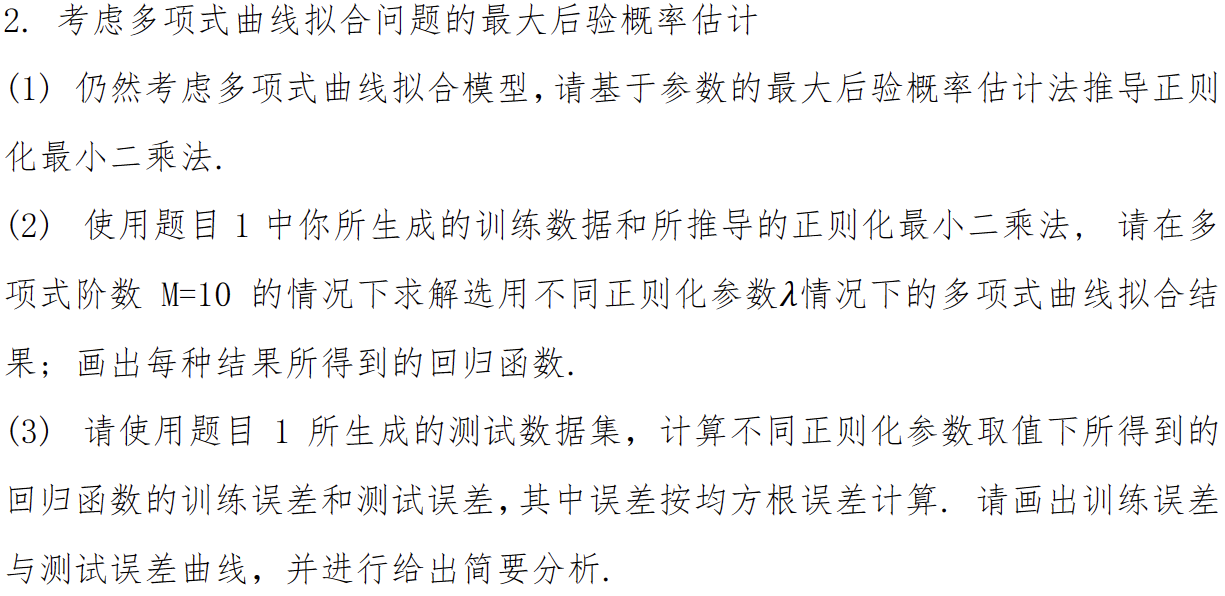 2. 考虑多项式曲线拟合问题的最大后验概率估计
(1) 仍然考虑多项式曲线拟合模型,请基于参数的最大后验概率估计法推导正则
化最小二乘法.
(2) 使用题目 1 中你所生成的训练数据和所推导的正则化最小二乘法, 请在多
项式阶数 M=10 的情况下求解选用不同正则化参数λ情况下的多项式曲线拟合结
果; 画出每种结果所得到的回归函数.
(3) 请使用题目 1 所生成的测试数据集, 计算不同正则化参数取值下所得到的
回归函数的训练误差和测试误差,其中误差按均方根误差计算. 请画出训练误差
与测试误差曲线, 并进行给出简要分析.